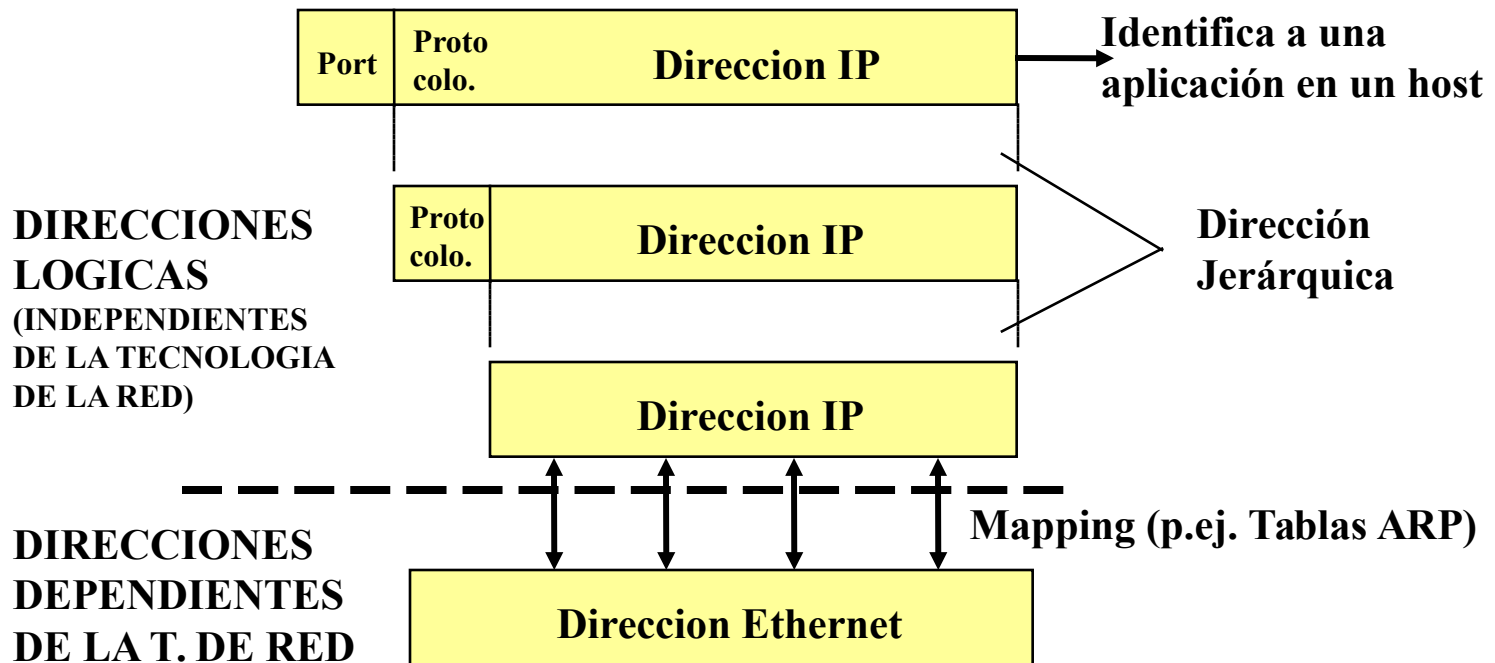 Port
Proto
colo.
Direccion IP
Identifica a una
aplicación en un host
DIRECCIONES
LOGICAS
(INDEPENDIENTES
DE LA TECNOLOGIA
DE LA RED)
Proto
colo.
Direccion IP
Dirección
Jerárquica
Direccion IP
Mapping (p.ej. Tablas ARP)
DIRECCIONES
DEPENDIENTES
DE LA T. DE RED
Direccion Ethernet